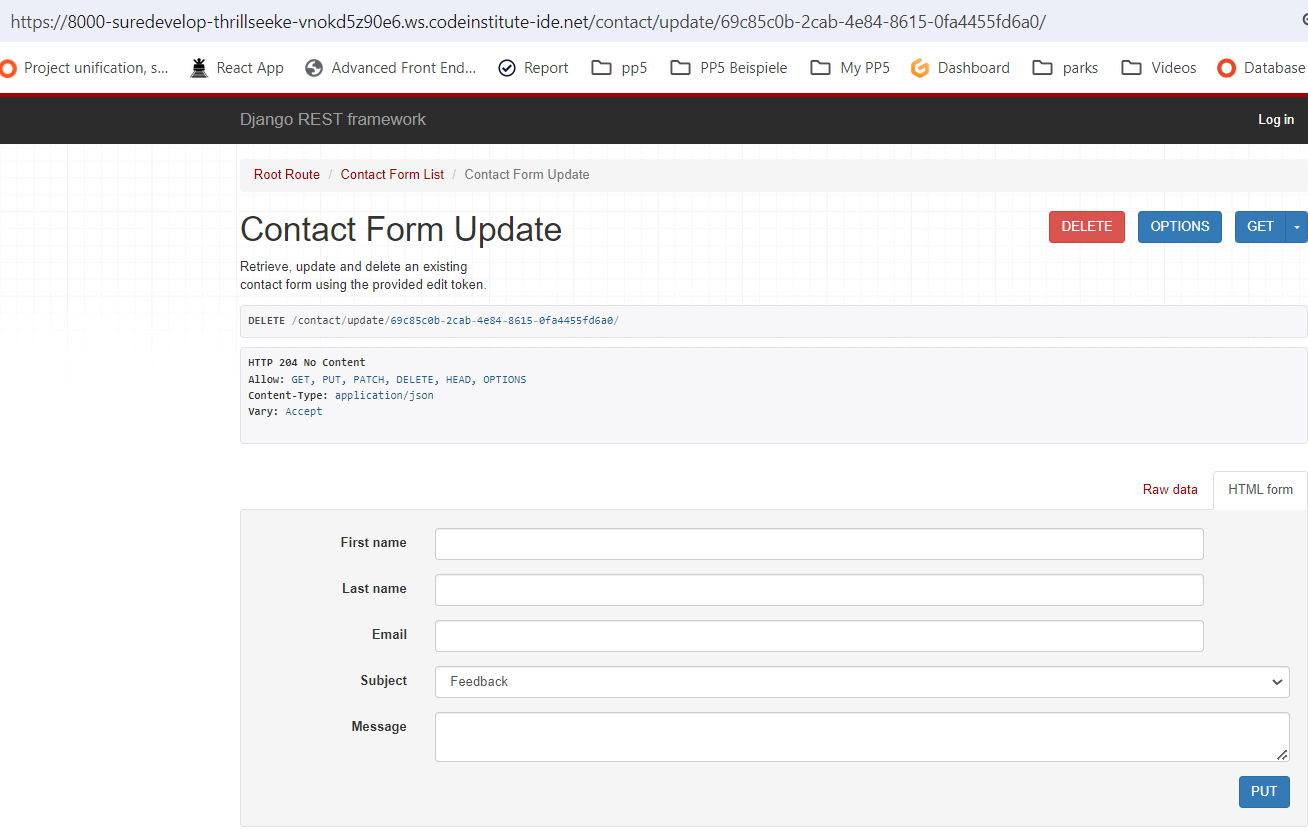 https://8000-suredevelop-thrillseeke-vnokd5z90e6.ws.codeinstitute-ide.net/contact/update/69c85c0b-2cab-4e84-8615-0fa4455fd6a0/
Project unification, s... React App Advanced Front End... Report pp5 PP5 Beispiele My PP5 Dashboard parks Videos Database
Django REST framework Log in
Root Route / Contact Form List / Contact Form Update
Contact Form Update DELETE OPTIONS GET
Retrieve, update and delete an existing
contact form using the provided edit token.
DELETE /contact/update/69c85c0b-2cab-4e84-8615-0fa4455fd6a0/
HTTP 204 No Content
Allow: GET, PUT, PATCH, DELETE, HEAD, OPTIONS
Content-Type: application/json
Vary: Accept
Raw data HTML form
First name
Last name
Email
Subject Feedback
Message
PUT